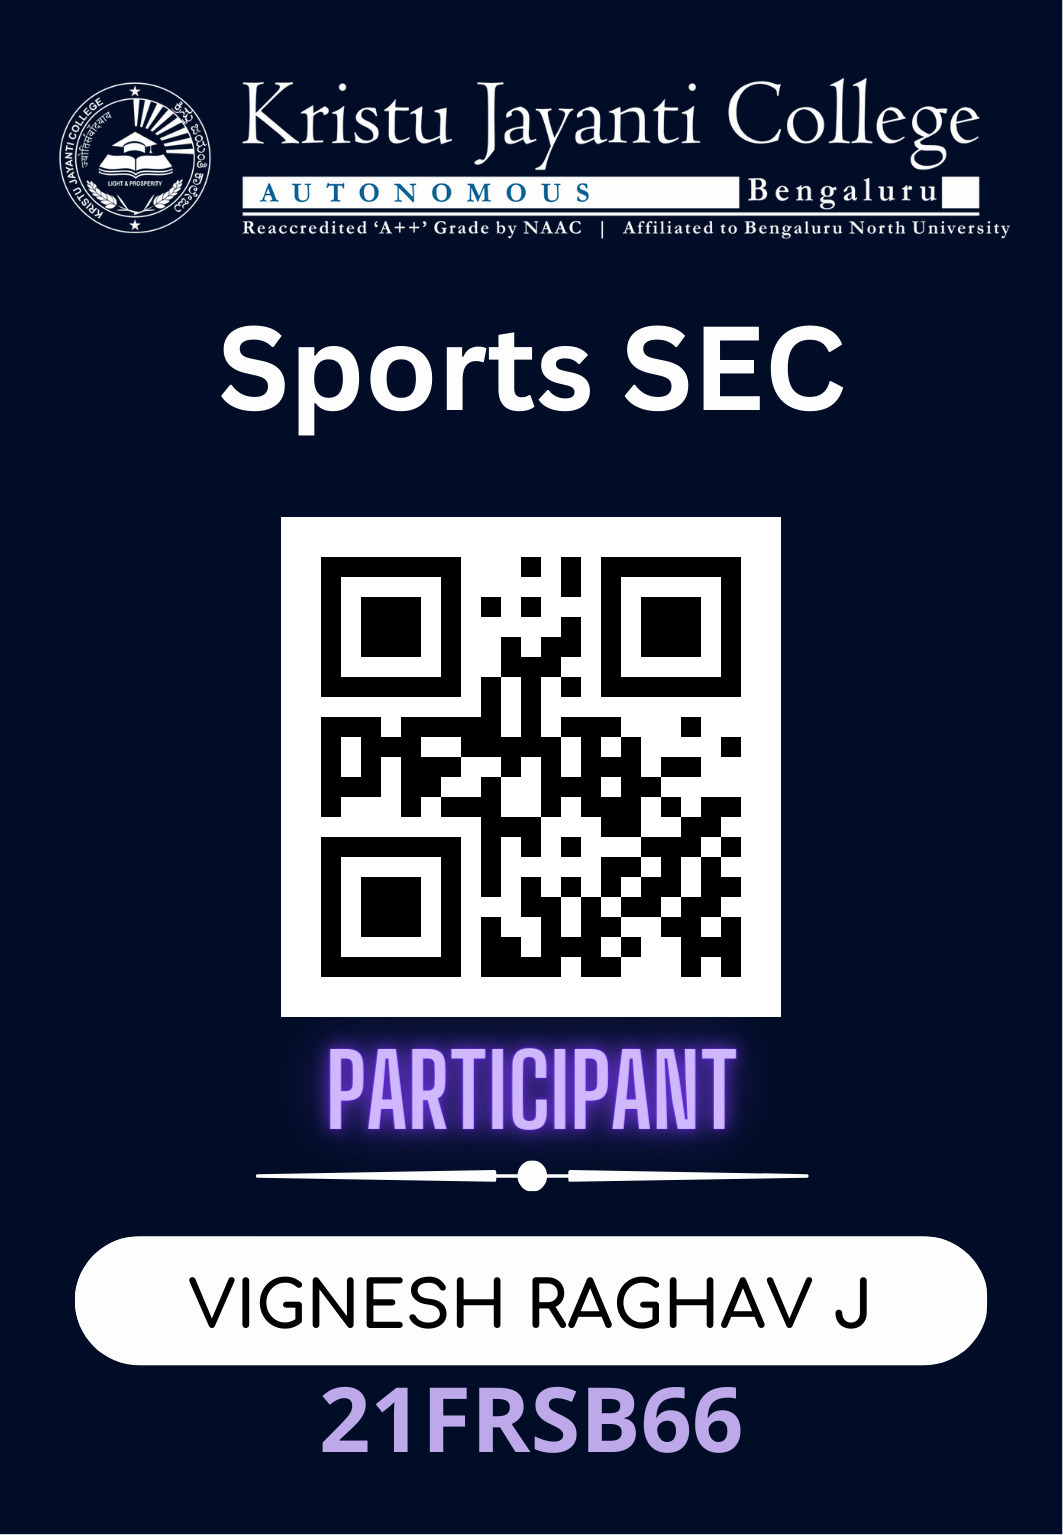 KRISTU JAYANTI COLLEGE
ಕ್ರಿಸ್ತು ಜಯಂತಿ ಕಾಲೇಜು
LIGHT & PROSPERITY
Kristu Jayanti College
AUTONOMOUS Bengaluru
Reaccredited ‘A++’ Grade by NAAC | Affiliated to Bengaluru North University
Sports SEC
PARTICIPANT
VIGNESH RAGHAV J
21FRSB66